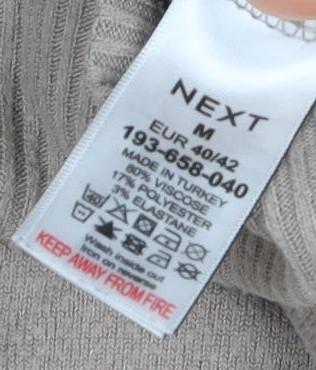 NEXT
M
EUR 40/42
193-658-040
MADE IN TURKEY
80% VISCOSE
17% POLYESTER
3% ELASTANE
40
Wash inside out
Iron on reverse
KEEP AWAY FROM FIRE